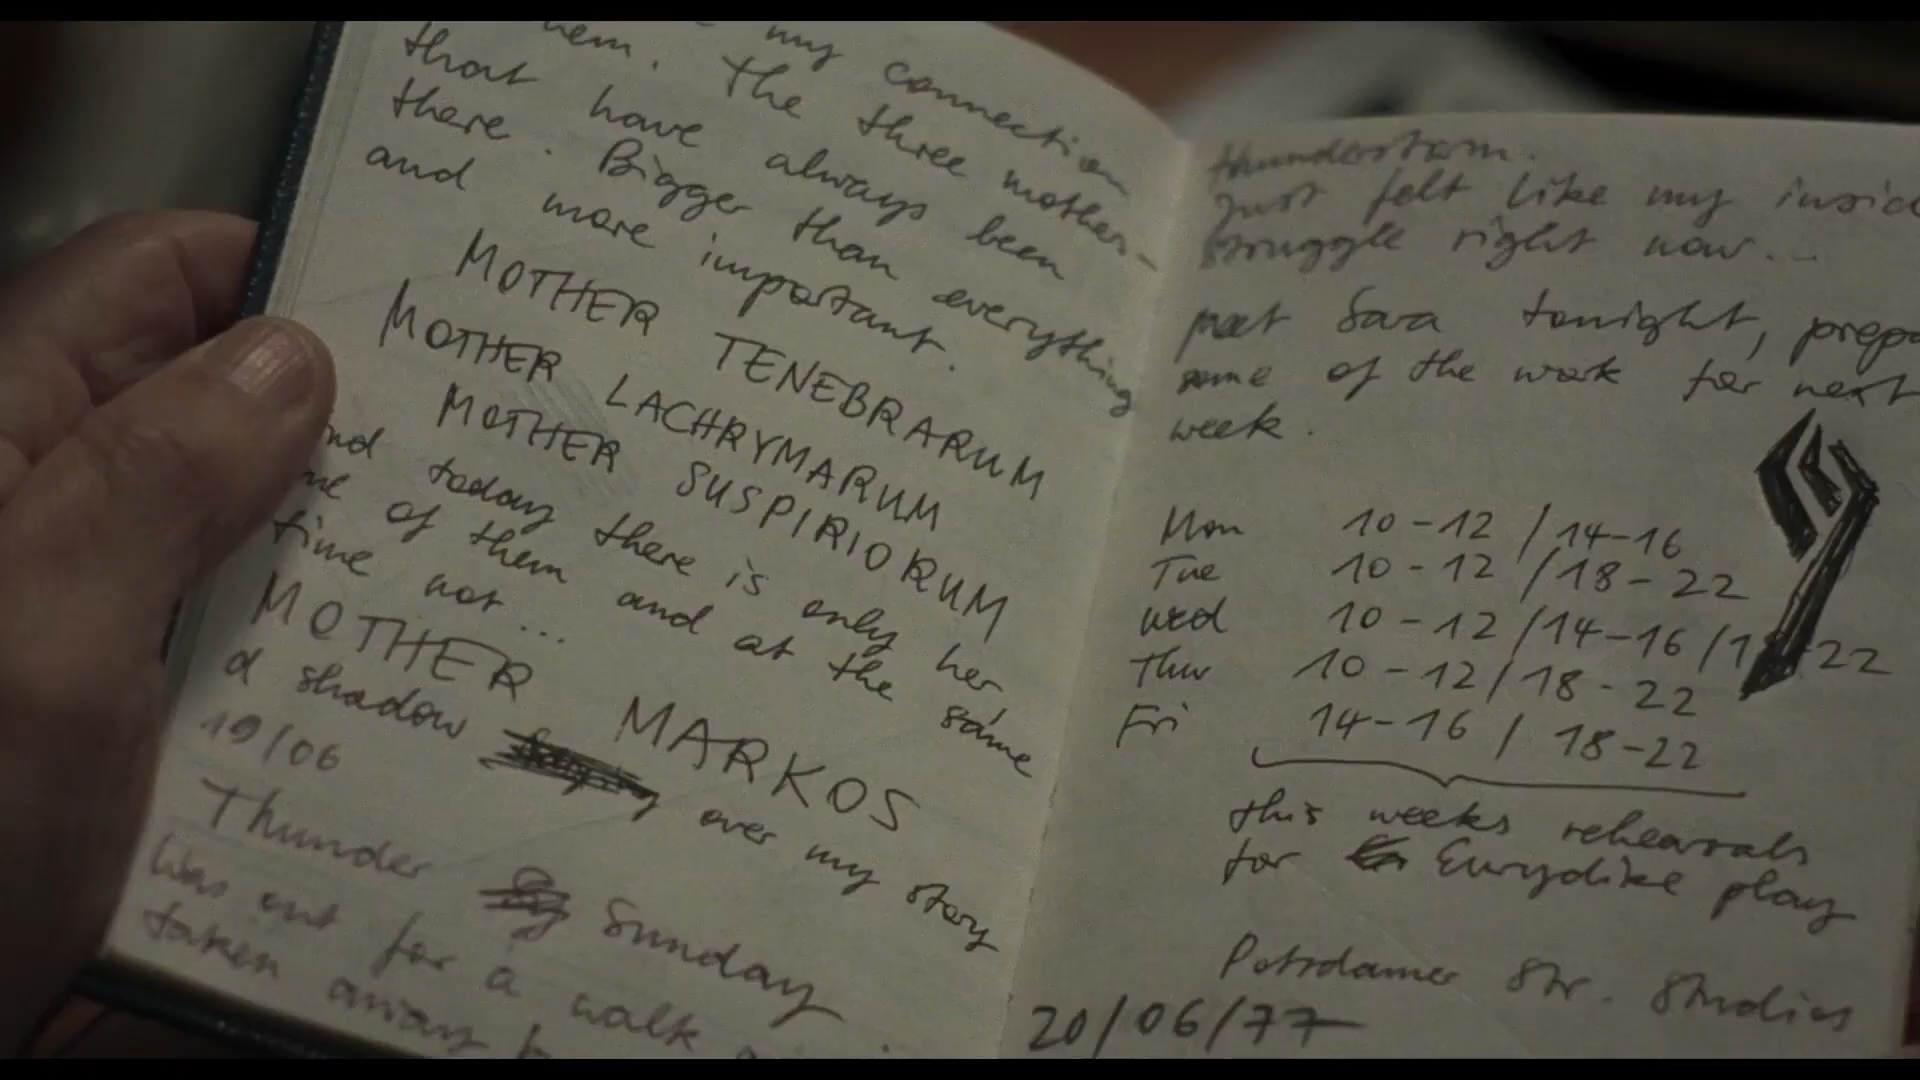 my connection
them. The three mother-
that have always been
there. Bigger than everything
and more important.
MOTHER TENEBRARUM
MOTHER LACHRYMARUM
MOTHER SUSPIRIORUM
and today there is only her,
of them and at the same
time not...
MOTHER MARKOS
shadow over my story
19/06
Thunder Sunday
Was out for a walk
taken away
thunderstorm.
Just felt like my insid
struggle right now...
meet Sara tonight, prepa
some of the work for next
week.
Mon 10-12 / 14-16
Tue 10-12 / 18-22
Wed 10-12 / 14-16 / 1 22
Thur 10-12 / 18-22
Fri 14-16 / 18-22
this weeks rehearsals
for Eurydike play
Potsdamer Str. Studios
20/06/77